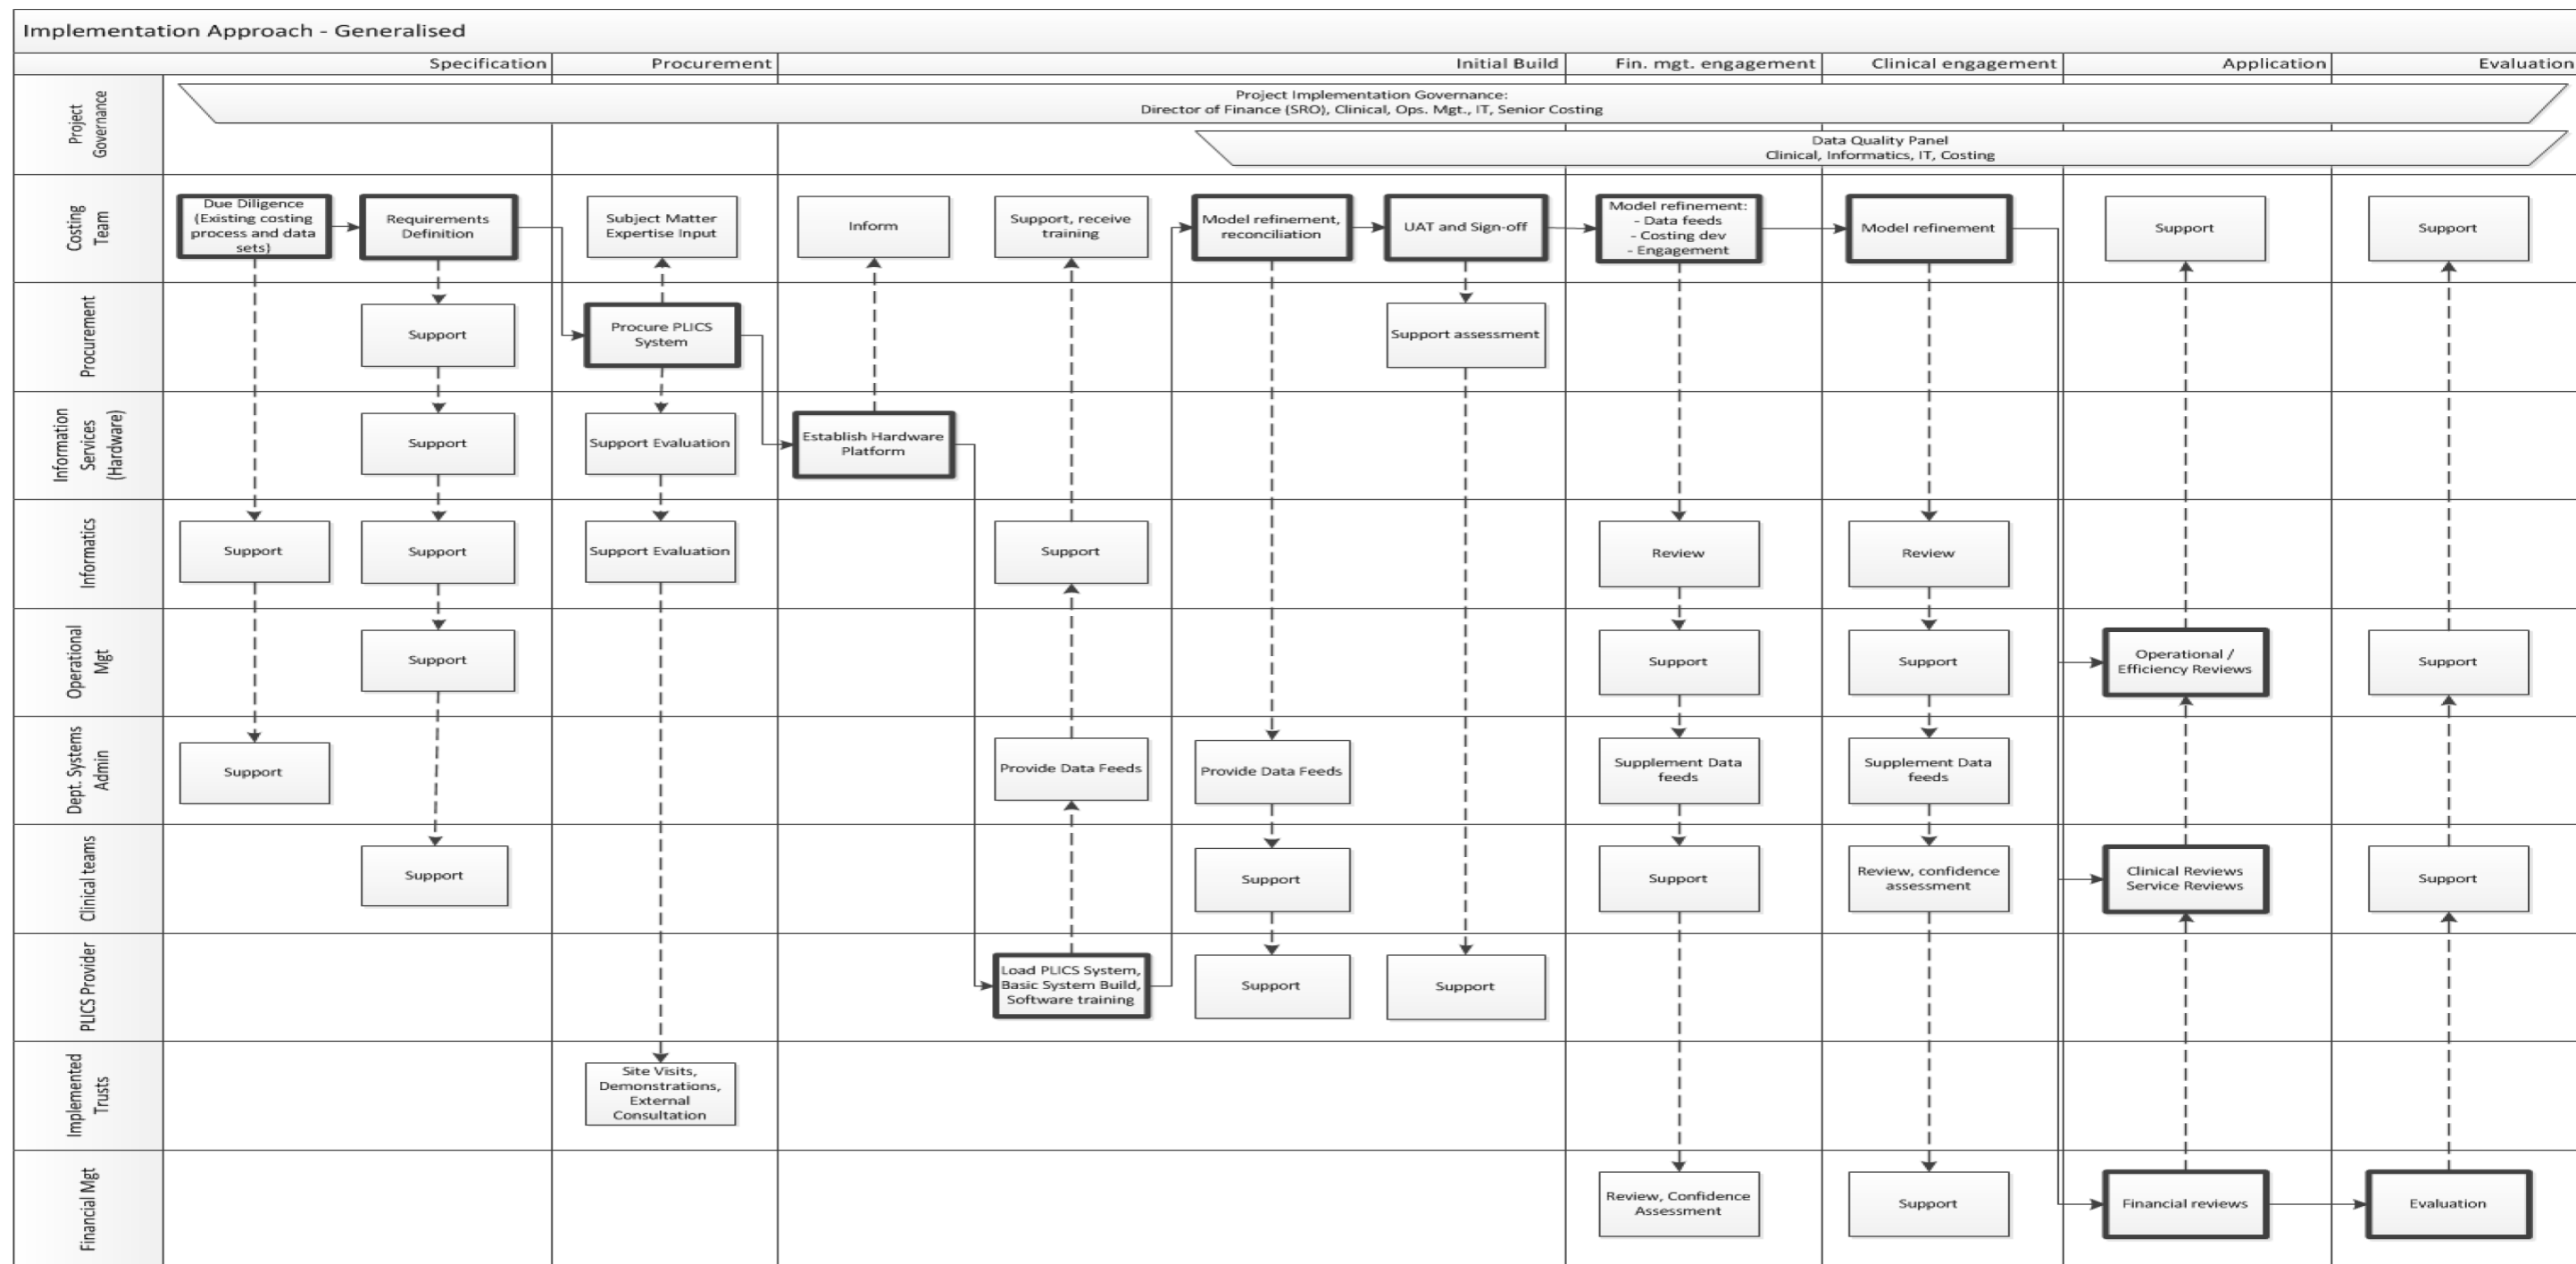 Implementation Approach - Generalised
Specification
Procurement
Initial Build
Fin. mgt. engagement
Clinical engagement
Application
Evaluation
Project
Governance
Project Implementation Governance:
Director of Finance (SRO), Clinical, Ops. Mgt., IT, Senior Costing
Data Quality Panel
Clinical, Informatics, IT, Costing
Costing
Team
Due Diligence
(Existing costing
process and data
sets)
Requirements
Definition
Subject Matter
Expertise Input
Inform
Support, receive
training
Model refinement,
reconciliation
UAT and Sign-off
Model refinement:
- Data feeds
- Costing dev
- Engagement
Model refinement
Support
Support
Procurement
Support
Procure PLICS
System
Support assessment
Information
Services
(Hardware)
Support
Support Evaluation
Establish Hardware
Platform
Informatics
Support
Support
Support Evaluation
Support
Review
Review
Operational
Mgt
Support
Support
Support
Operational /
Efficiency Reviews
Support
Dept. Systems
Admin
Support
Provide Data Feeds
Provide Data Feeds
Supplement Data
feeds
Supplement Data
feeds
Clinical teams
Support
Support
Support
Review, confidence
assessment
Clinical Reviews
Service Reviews
Support
PLICS Provider
Load PLICS System,
Basic System Build,
Software training
Support
Support
Implemented
Trusts
Site Visits,
Demonstrations,
External
Consultation
Financial Mgt
Review, Confidence
Assessment
Support
Financial reviews
Evaluation